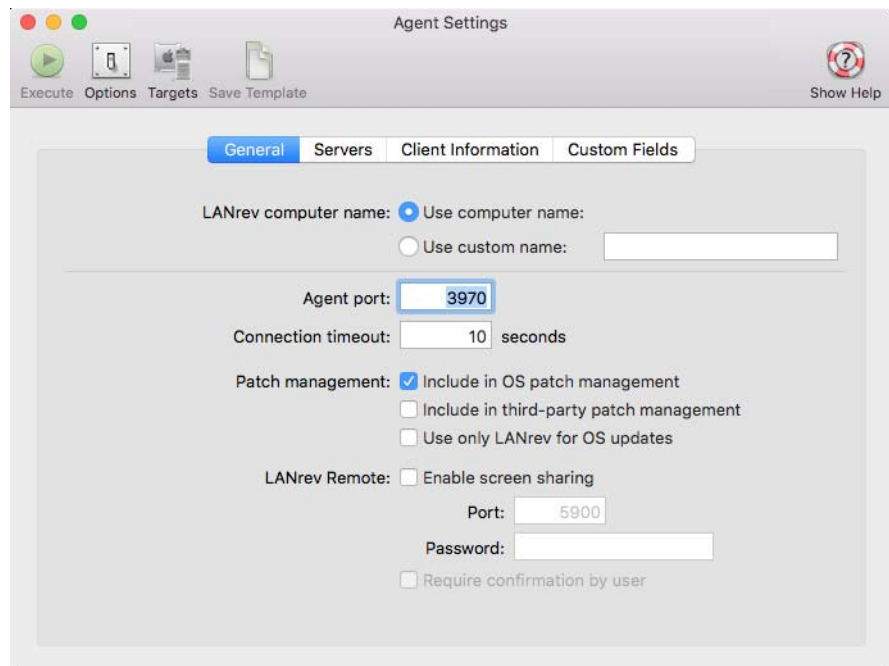 Agent Settings
Execute Options Targets Save Template Show Help
General Servers Client Information Custom Fields
LANrev computer name: Use computer name:
Use custom name:
Agent port: 3970
Connection timeout: 10 seconds
Patch management: Include in OS patch management
Include in third-party patch management
Use only LANrev for OS updates
LANrev Remote: Enable screen sharing
Port: 5900
Password:
Require confirmation by user